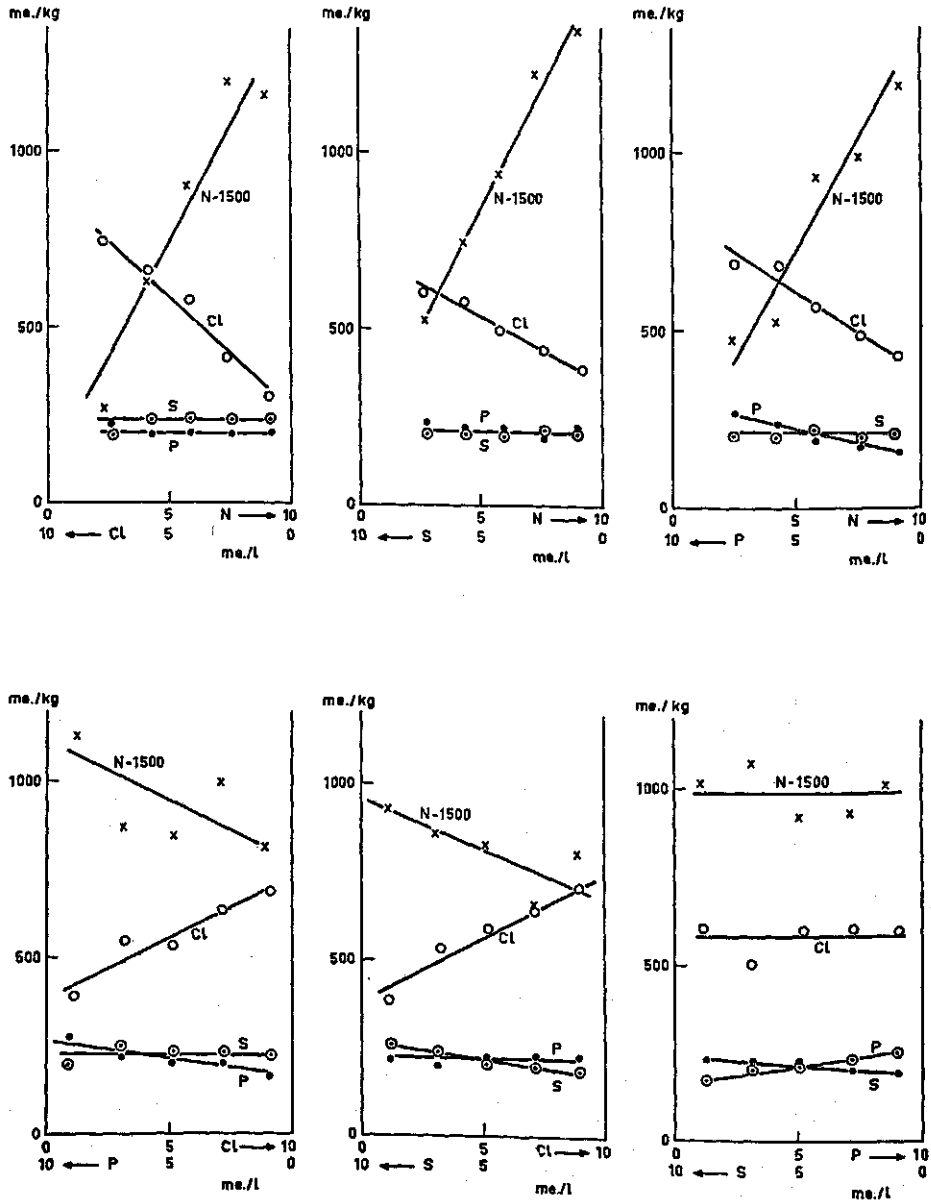 me./kg
1000
500
0
N-1500
Cl
S
P
0 5 N → 10
10 ← Cl 5 0
me./l
me./kg
1000
500
0
N-1500
Cl
P
S
0 5 N → 10
10 ← S 5 0
me./l
me./kg
1000
500
0
N-1500
Cl
P
S
0 5 N → 10
10 ← P 5 0
me./l
me./kg
1000
500
0
N-1500
Cl
S
P
0 5 Cl → 10
10 ← P 5 0
me./l
me./kg
1000
500
0
N-1500
Cl
P
S
0 5 Cl → 10
10 ← S 5 0
me./l
me./kg
1000
500
0
N-1500
Cl
P
S
0 5 P → 10
10 ← S 5 0
me./l